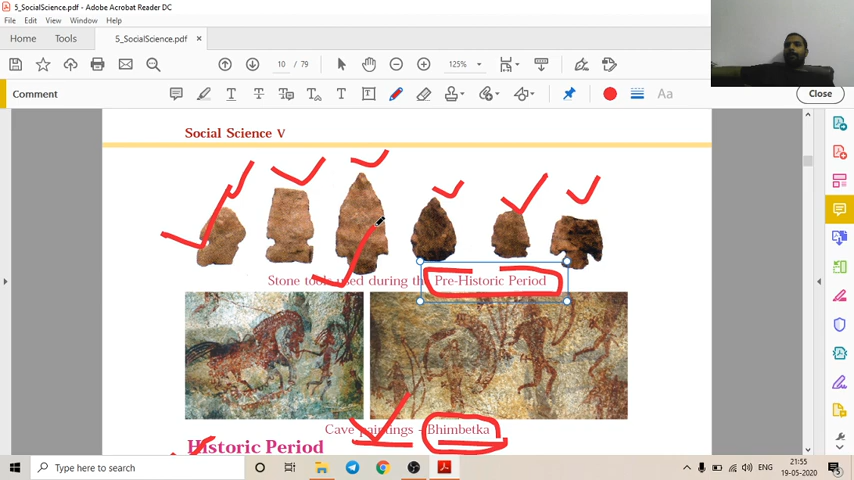 5_SocialScience.pdf - Adobe Acrobat Reader DC
File Edit View Window Help
Home Tools 5_SocialScience.pdf ×
10 / 79 125%
Comment Aa Close
Social Science V
Stone tools used during the Pre-Historic Period
Cave paintings - Bhimbetka
Historic Period
Type here to search
ENG 21:55 19-05-2020 5